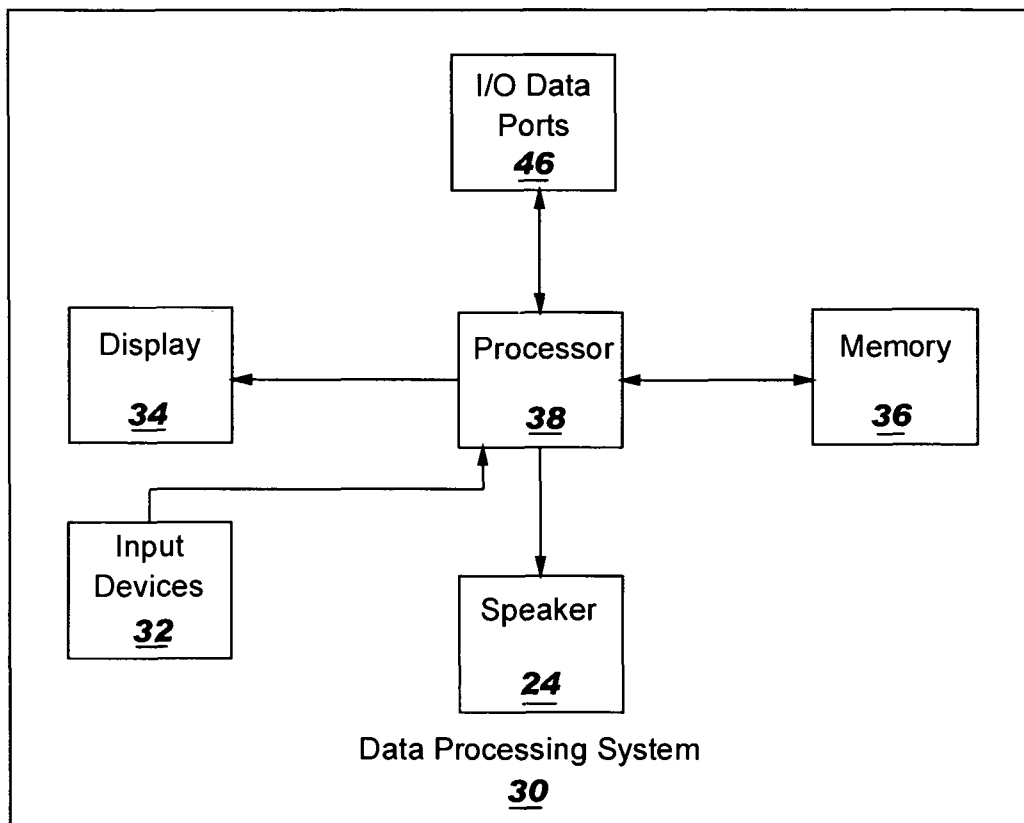 I/O Data
Ports
46
Display
34
Processor
38
Memory
36
Input
Devices
32
Speaker
24
Data Processing System
30